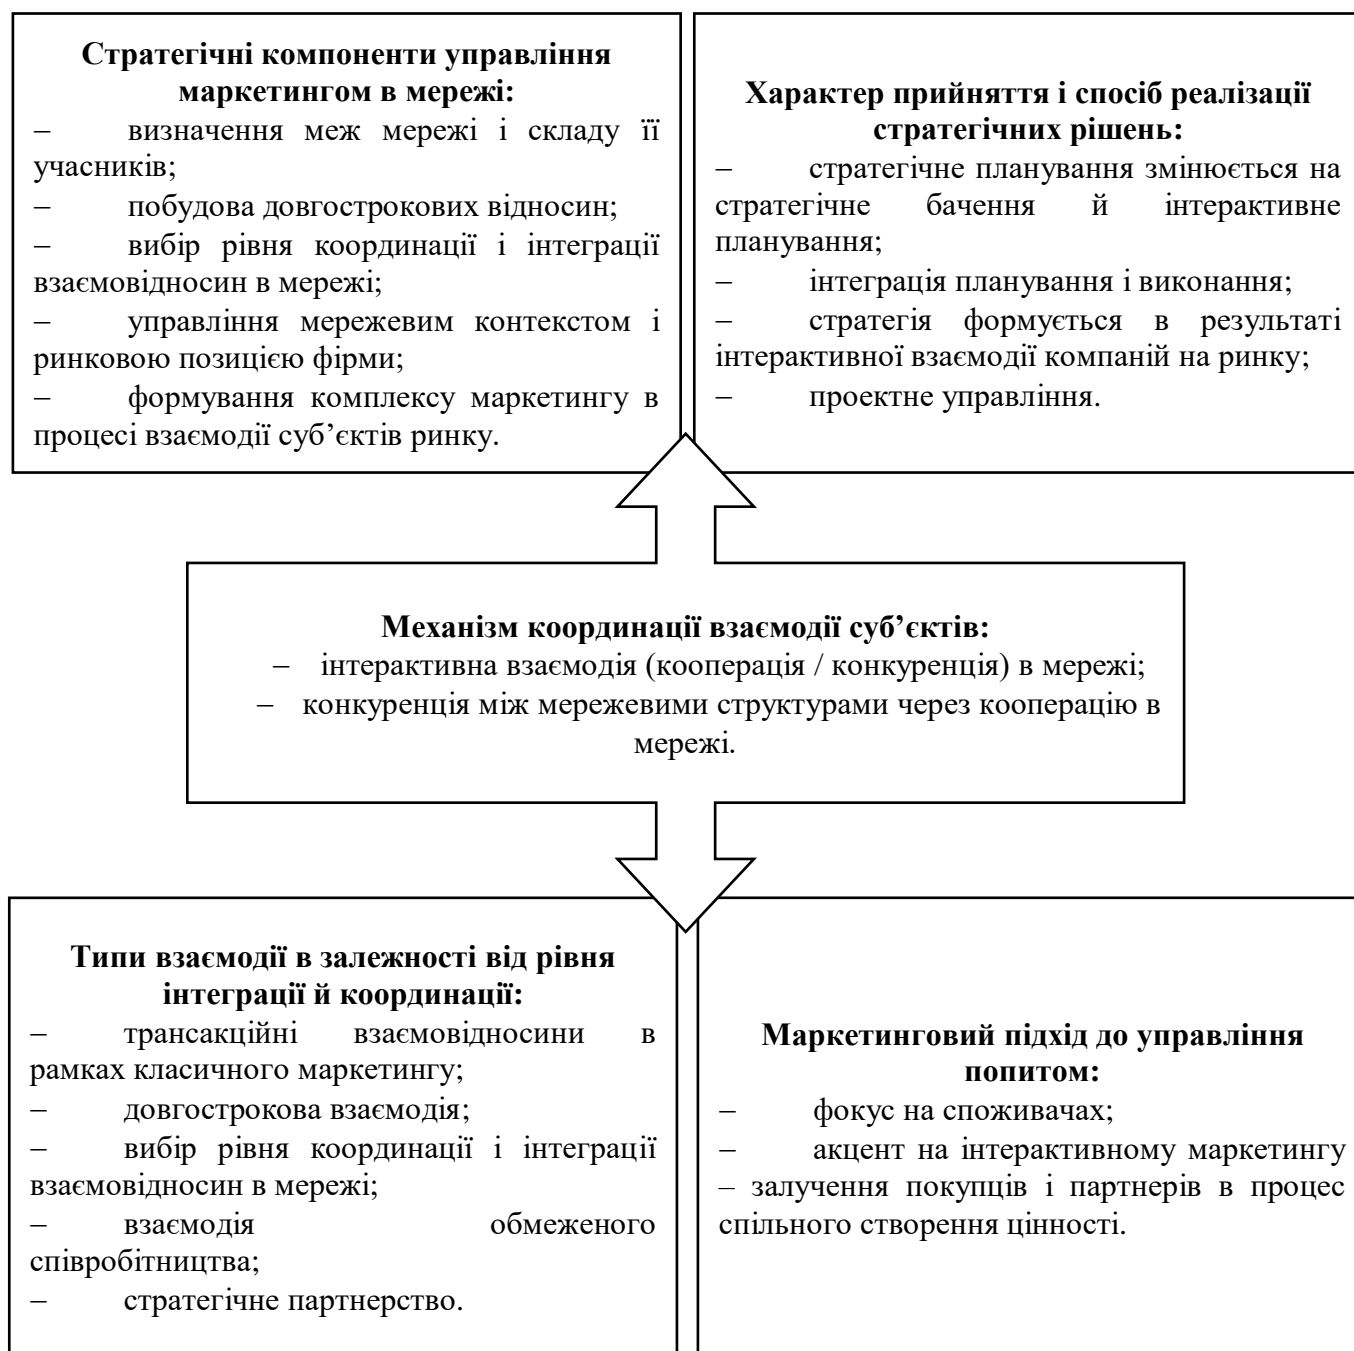 Стратегічні компоненти управління
маркетингом в мережі:
– визначення меж мережі і складу її
учасників;
– побудова довгострокових відносин;
– вибір рівня координації і інтеграції
взаємовідносин в мережі;
– управління мережевим контекстом і
ринковою позицією фірми;
– формування комплексу маркетингу в
процесі взаємодії суб’єктів ринку.
Характер прийняття і спосіб реалізації
стратегічних рішень:
– стратегічне планування змінюється на
стратегічне бачення й інтерактивне
планування;
– інтеграція планування і виконання;
– стратегія формується в результаті
інтерактивної взаємодії компаній на ринку;
– проектне управління.
Механізм координації взаємодії суб’єктів:
– інтерактивна взаємодія (кооперація / конкуренція) в мережі;
– конкуренція між мережевими структурами через кооперацію в
мережі.
Типи взаємодії в залежності від рівня
інтеграції й координації:
– трансакційні взаємовідносини в
рамках класичного маркетингу;
– довгострокова взаємодія;
– вибір рівня координації і інтеграції
взаємовідносин в мережі;
– взаємодія обмеженого
співробітництва;
– стратегічне партнерство.
Маркетинговий підхід до управління
попитом:
– фокус на споживачах;
– акцент на інтерактивному маркетингу
– залучення покупців і партнерів в процес
спільного створення цінності.